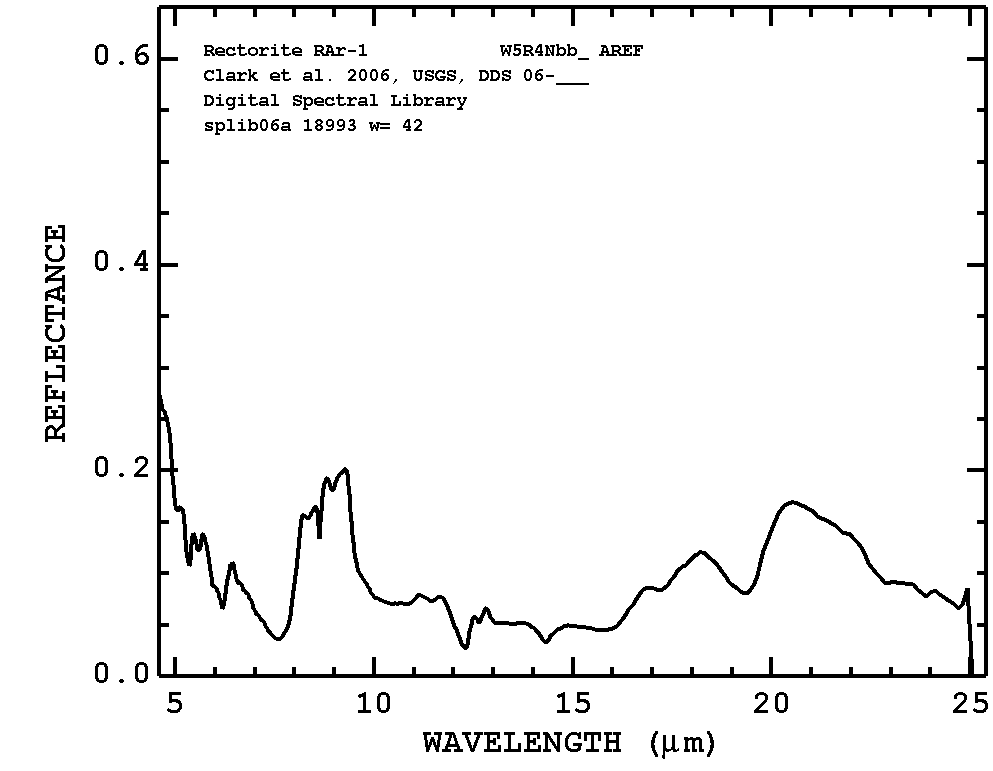 Rectorite RAr-1 W5R4Nbb_ AREF
Clark et al. 2006, USGS, DDS 06-___
Digital Spectral Library
splib06a 18993 w= 42
0.6
0.4
0.2
0.0
REFLECTANCE
5 10 15 20 25
WAVELENGTH (μm)